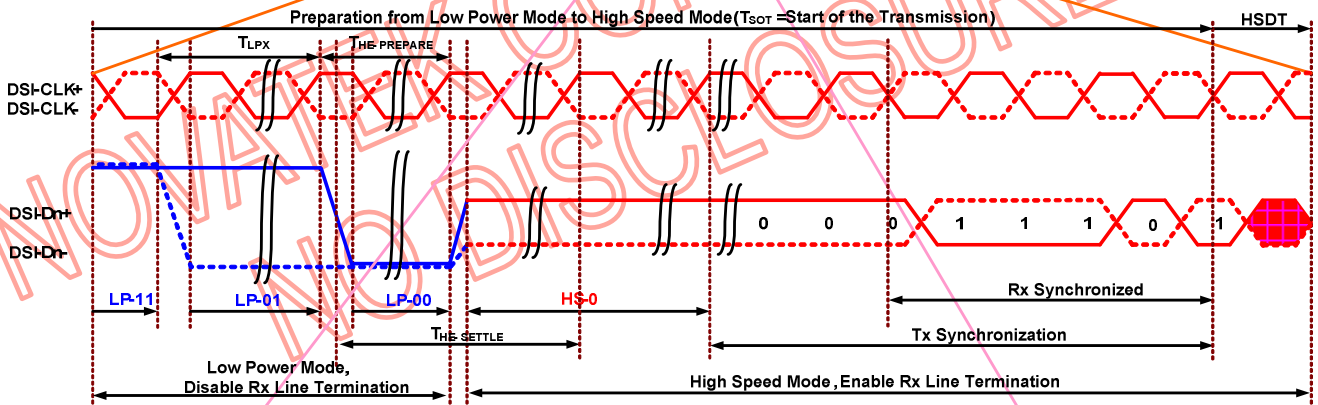 Preparation from Low Power Mode to High Speed Mode(TSOT =Start of the Transmission)
HSDT
TLPX
THE- PREPARE
DSI-CLK+
DSI-CLK-
DSI-Dn+
DSI-Dn-
0 0 0 1 1 1 0 1
LP-11
LP-01
LP-00
HS-0
Rx Synchronized
THE- SETTLE
Tx Synchronization
Low Power Mode,
Disable Rx Line Termination
High Speed Mode ,Enable Rx Line Termination
NOVATEK CO
NO DISCLOSURE